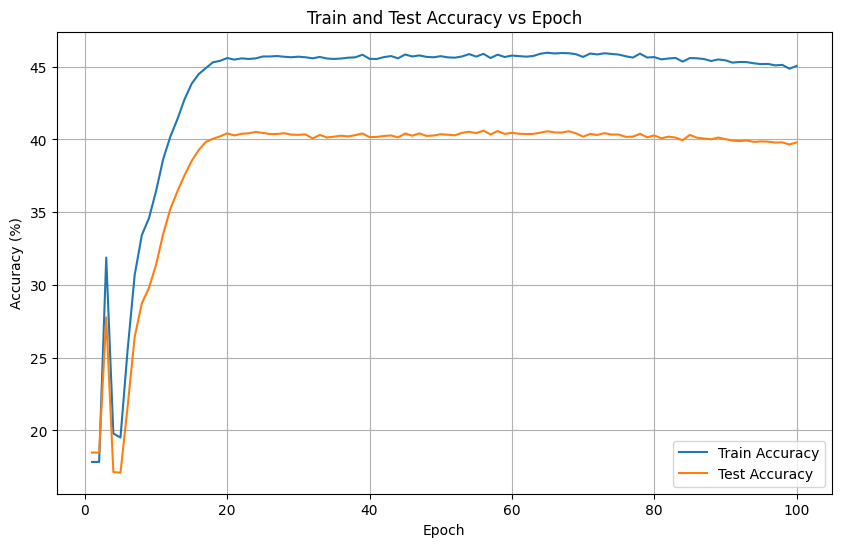 Train and Test Accuracy vs Epoch
Accuracy (%)
45
40
35
30
25
20
0 20 40 60 80 100
Epoch
Train Accuracy
Test Accuracy